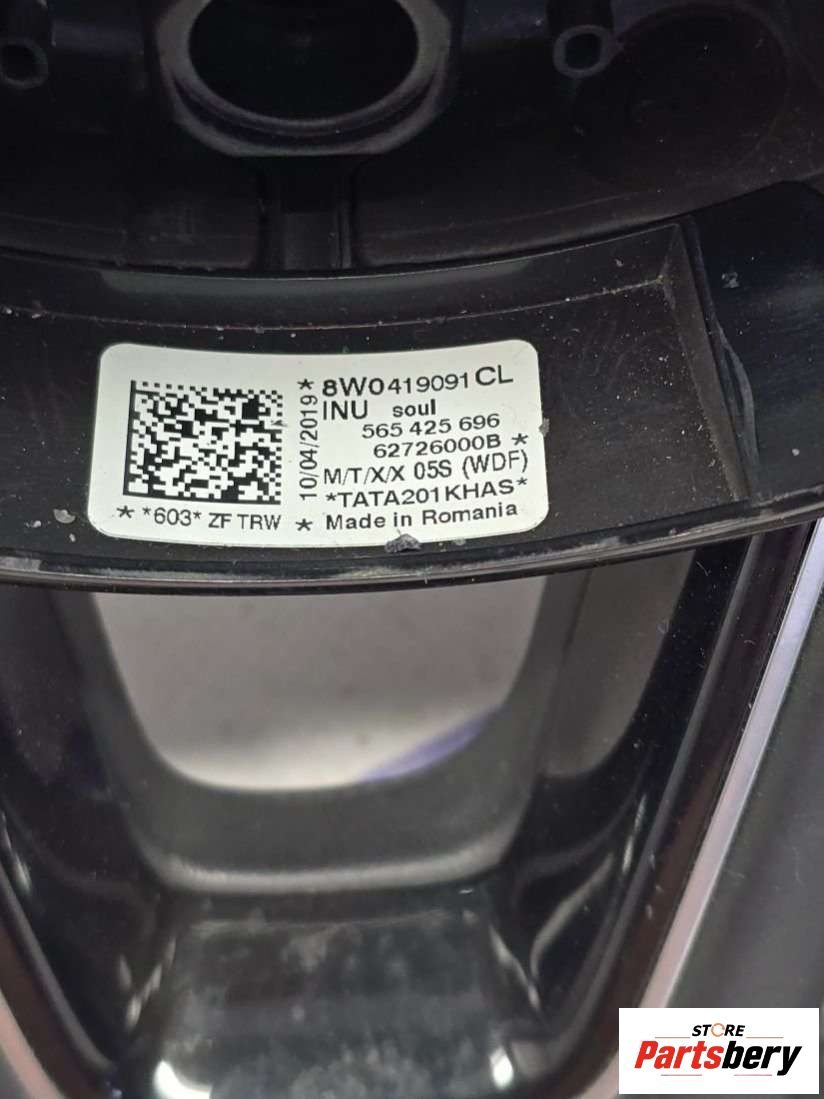 *8W0419091CL
INU soul
565 425 696
62726000B *
M/T/X/X 05S (WDF)
*TATA201KHAS*
* Made in Romania
10/04/2019
* *603* ZF TRW
STORE
Partsbery